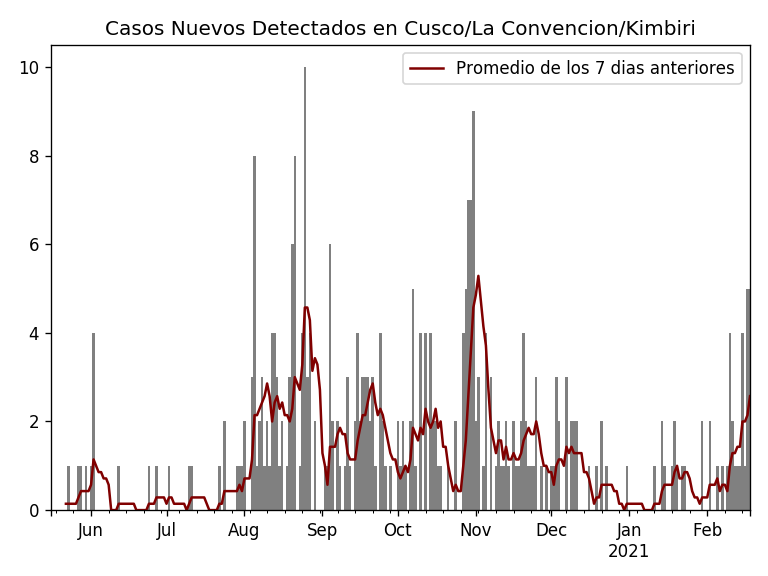 Casos Nuevos Detectados en Cusco/La Convencion/Kimbiri
Promedio de los 7 dias anteriores
10
8
6
4
2
0
Jun Jul Aug Sep Oct Nov Dec Jan Feb
2021